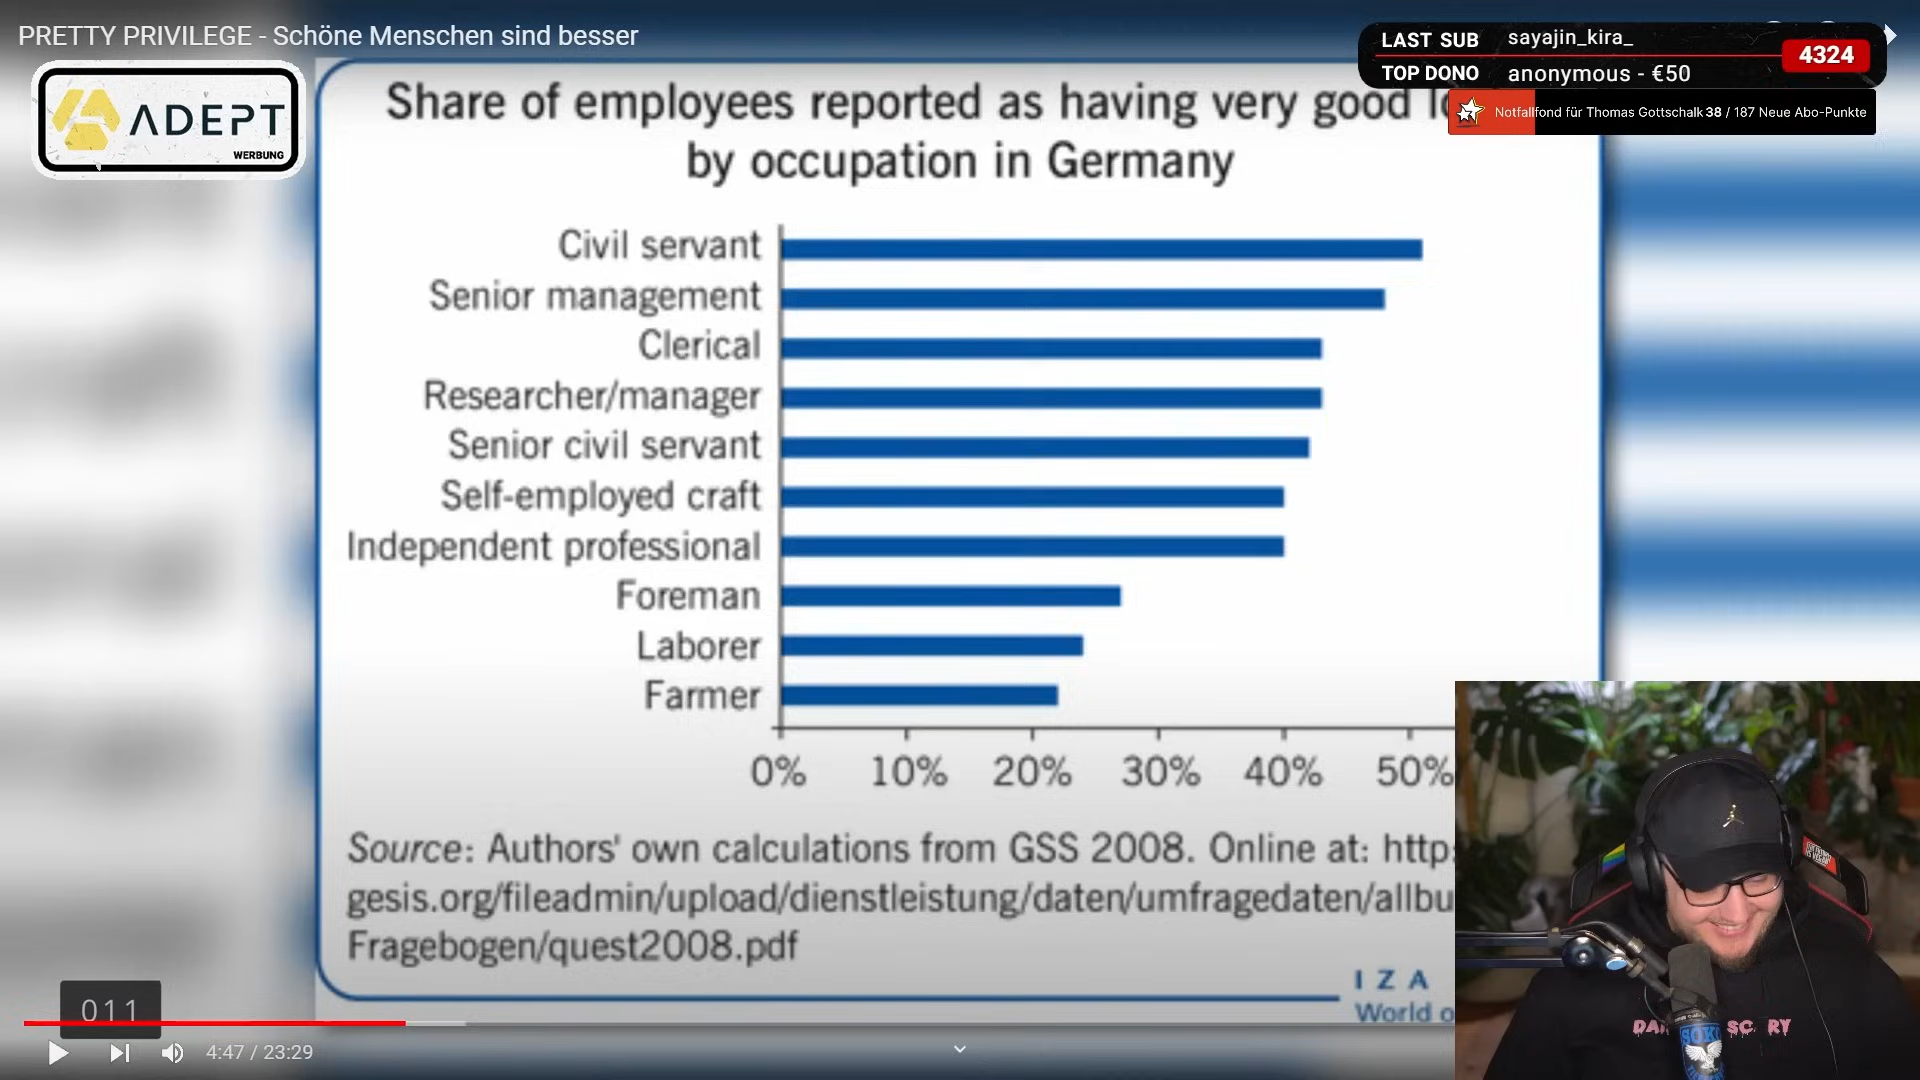 PRETTY PRIVILEGE - Schöne Menschen sind besser
LAST SUB sayajin_kira_
TOP DONO anonymous - €50
4324
Notfallfond für Thomas Gottschalk 38 / 187 Neue Abo-Punkte
ADEPT
WERBUNG
Share of employees reported as having very good
by occupation in Germany
Civil servant
Senior management
Clerical
Researcher/manager
Senior civil servant
Self-employed craft
Independent professional
Foreman
Laborer
Farmer
0% 10% 20% 30% 40% 50%
Source: Authors' own calculations from GSS 2008. Online at: http:
gesis.org/fileadmin/upload/dienstleistung/daten/umfragedaten/allbu
Fragebogen/quest2008.pdf
I Z A
World o
011
4:47 / 23:29